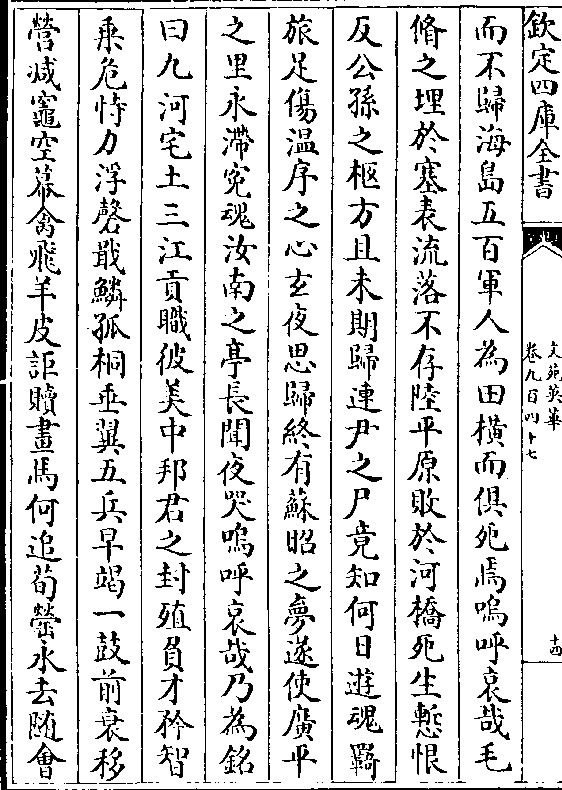 欽定四庫全書
文苑英華
卷九百四十七
十四
而不歸海島五百軍人為田橫而俱死焉嗚呼哀哉毛
脩之埋於塞表流落不存陸平原敗於河橋死生慙恨
反公孫之柩方且未期歸連尹之尸竟知何日遊魂羇
旅足傷温序之心玄夜思歸終有蘇昭之夢遂使廣平
之里永滯寃魂汝南之亭長聞夜哭嗚呼哀哉乃為銘
曰九河宅土三江貢職彼美中邦君之封殖負才矜智
乗危恃力浮磬戢鱗孤桐垂翼五兵早竭一鼓前衰移
營减竈空幕禽飛羊皮詎贖畫馬何追荀罃永去隨會